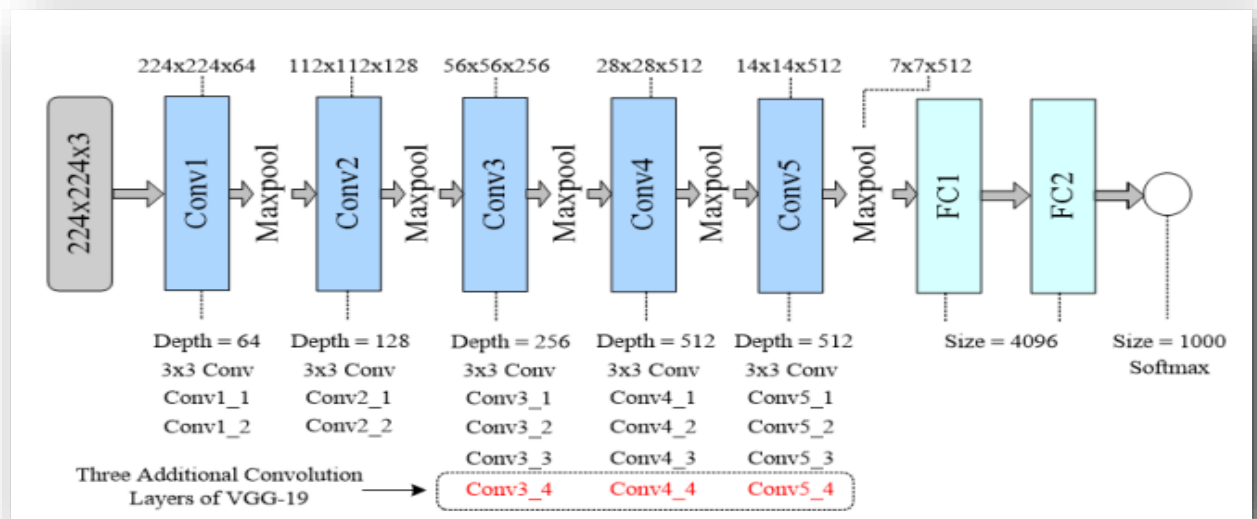 224x224x64
112x112x128
56x56x256
28x28x512
14x14x512
7x7x512
224x224x3
Conv1
Maxpool
Conv2
Maxpool
Conv3
Maxpool
Conv4
Maxpool
Conv5
Maxpool
FC1
FC2
Depth = 64
3x3 Conv
Conv1_1
Conv1_2
Depth = 128
3x3 Conv
Conv2_1
Conv2_2
Depth = 256
3x3 Conv
Conv3_1
Conv3_2
Conv3_3
Conv3_4
Depth = 512
3x3 Conv
Conv4_1
Conv4_2
Conv4_3
Conv4_4
Depth = 512
3x3 Conv
Conv5_1
Conv5_2
Conv5_3
Conv5_4
Size = 4096
Size = 1000
Softmax
Three Additional Convolution
Layers of VGG-19